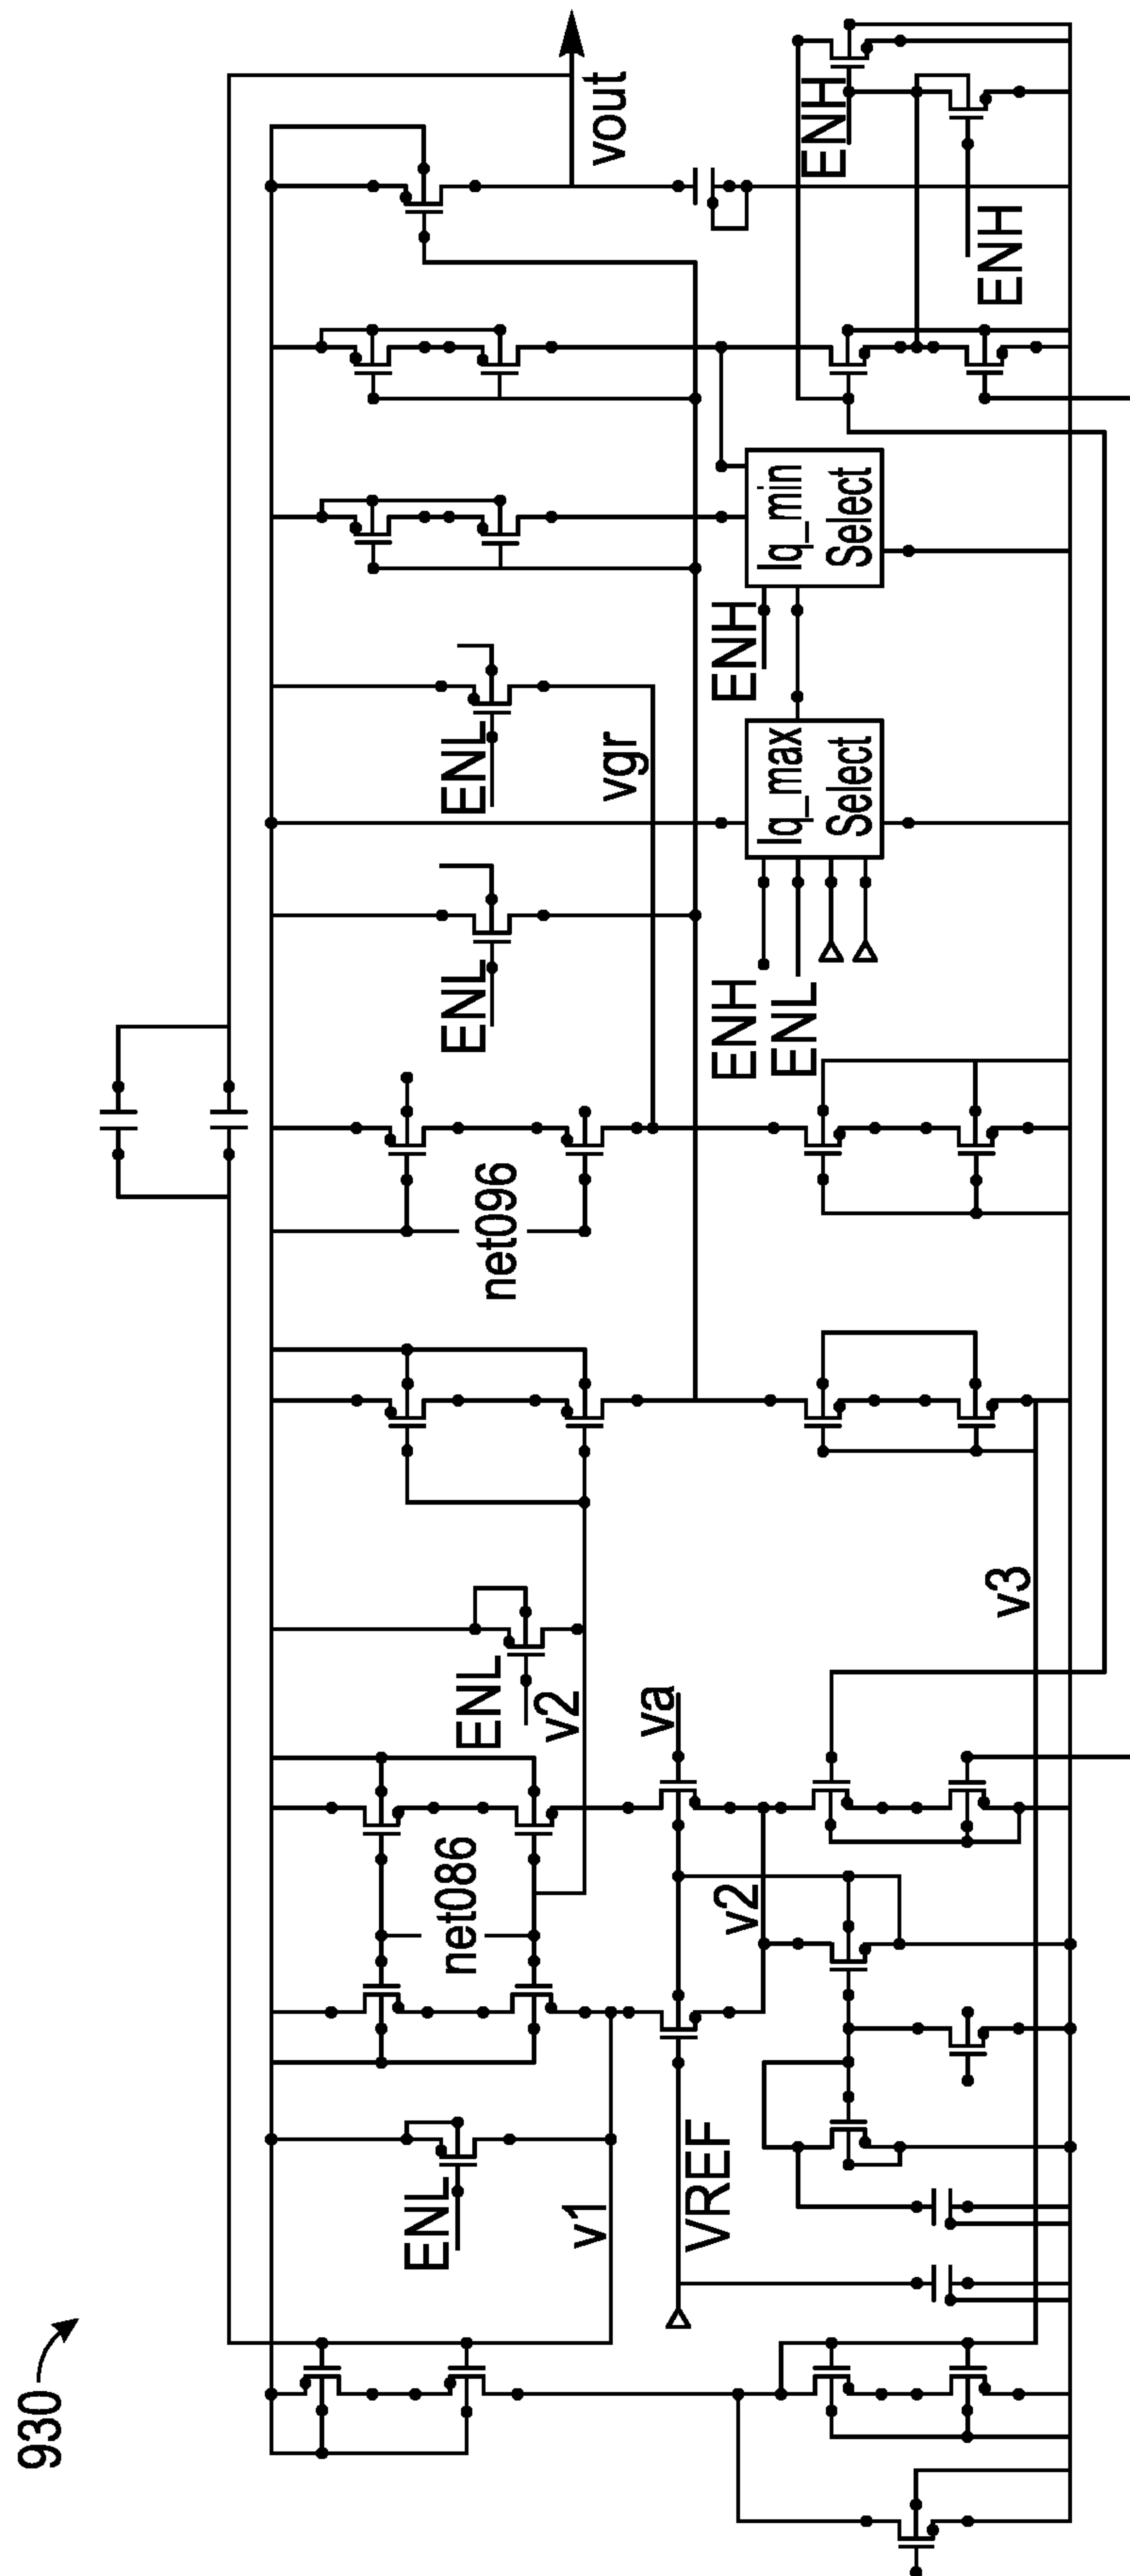 930
ENL
net086
ENL
net096
ENL
ENL
v1
v2
vgr
vout
va
VREF
v2
ENH
ENL
Iq_max
Select
ENH
Iq_min
Select
ENH
ENH
v3